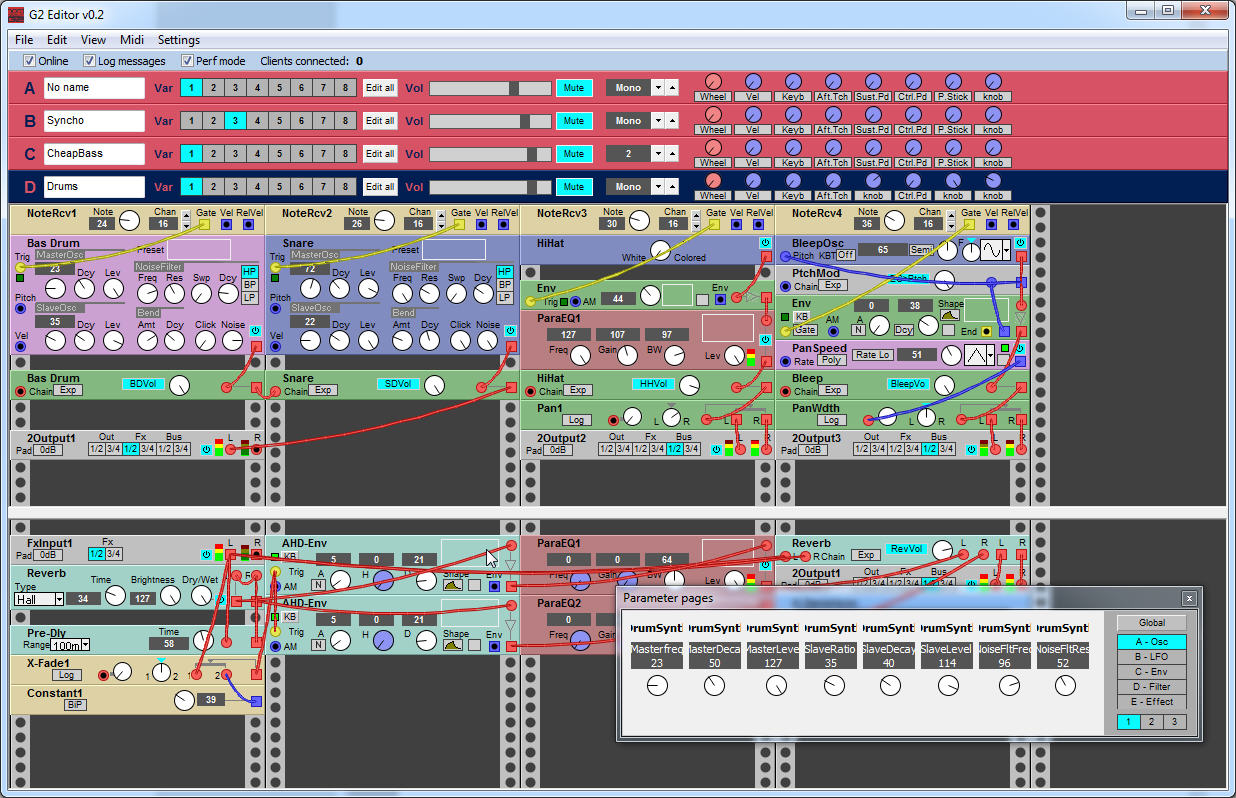 G2 Editor v0.2
File Edit View Midi Settings
Online Log messages Perf mode Clients connected: 0
A No name Var 1 2 3 4 5 6 7 8 Edit all Vol Mute Mono
Wheel Vel Keyb Aft.Tch Sust.Pd Ctrl.Pd P.Stick knob
B Syncho Var 1 2 3 4 5 6 7 8 Edit all Vol Mute Mono
Wheel Vel Keyb Aft.Tch Sust.Pd Ctrl.Pd P.Stick knob
C CheapBass Var 1 2 3 4 5 6 7 8 Edit all Vol Mute 2
Wheel Vel Keyb Aft.Tch Sust.Pd Ctrl.Pd P.Stick knob
D Drums Var 1 2 3 4 5 6 7 8 Edit all Vol Mute Mono
Wheel Vel Keyb Aft.Tch knob Ctrl.Pd knob knob
NoteRcv1 Note 24 Chan 16 Gate Vel RelVel
Bas Drum Preset
Trig MasterOsc 23 Dcy Lev NoiseFilter Freq Res Swp Dcy HP BP LP
Pitch SlaveOsc 35 Dcy Lev Bend Amt Dcy Click Noise
Vel
Bas Drum Chain Exp BDVol
2Output1 Pad 0dB Out Fx Bus 1/2 3/4 1/2 3/4 1/2 3/4 L R
NoteRcv2 Note 26 Chan 16 Gate Vel RelVel
Snare Preset
Trig MasterOsc 72 Dcy Lev NoiseFilter Freq Res Swp Dcy HP BP LP
Pitch SlaveOsc 22 Dcy Lev Bend Amt Dcy Click Noise
Vel
Snare Chain Exp SDVol
NoteRcv3 Note 30 Chan 16 Gate Vel RelVel
HiHat White Colored
Env Trig AM 44 Env
ParaEQ1 127 107 97
Freq Gain BW Lev
HiHat Chain Exp HHVol
Pan1 Log L R L R
2Output2 Pad 0dB Out Fx Bus 1/2 3/4 1/2 3/4 1/2 3/4 L R
NoteRcv4 Note 36 Chan 16 Gate Vel RelVel
BleepOsc Pitch KBT Off 65 Semi F
PtchMod Chain Exp
Env KB Gate AM 0 A N 38 Dcy Shape End
PanSpeed Rate Poly Rate Lo 51
Bleep Chain Exp BleepVo
PanWdth Log L R L R
2Output3 Pad 0dB Out Fx Bus 1/2 3/4 1/2 3/4 1/2 3/4 L R
FxInput1 Pad 0dB Fx 1/2 3/4 L R
Reverb Type Hall Time 34 Brightness 127 Dry/Wet
Pre-Dly Range 100m Time 58
X-Fade1 Log 1 2 1 2
Constant1 BiP 39
AHD-Env KB 5 0 21
Trig AM A N H D Shape Env
AHD-Env KB 5 0 21
Trig AM A N H D Shape Env
ParaEQ1 0 0 64
Freq Gain BW Lev
ParaEQ2 0 0
Freq Gain
Reverb L R Chain Exp RevVol L R L R
2Output1 Out Fx Bus
Parameter pages
MasterLevel 127
SlaveRatio 35
SlaveLevel 114
23 50 40 96 52
Global
A - Osc
B - LFO
C - Env
D - Filter
E - Effect
1 2 3